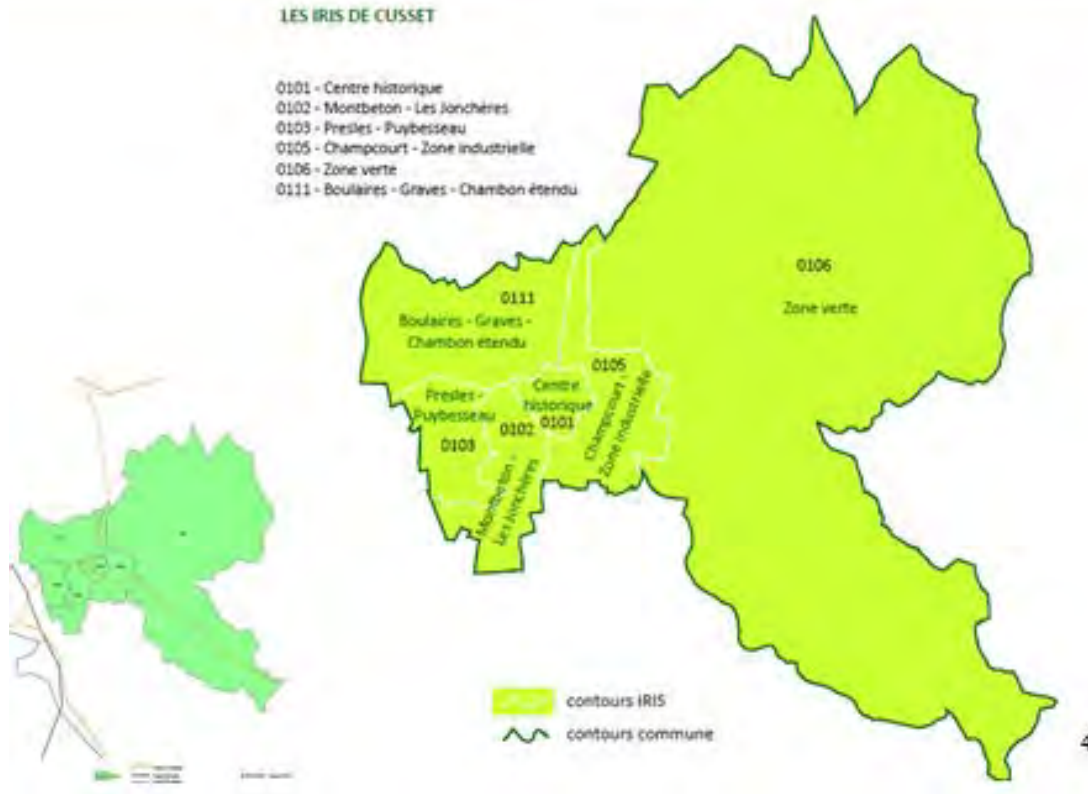 LES IRIS DE CUSSET
0101 - Centre historique
0102 - Montbeton - Les Jonchères
0103 - Presles - Puybesseau
0105 - Champcourt - Zone industrielle
0106 - Zone verte
0111 - Boulaires - Graves - Chambon étendu
0106
Zone verte
0111
Boulaires - Graves -
Chambon étendu
0105
Champcourt -
Zone industrielle
Centre
historique
0101
Presles -
Puybesseau
0103
0102
Montbeton -
Les Jonchères
contours IRIS
contours commune